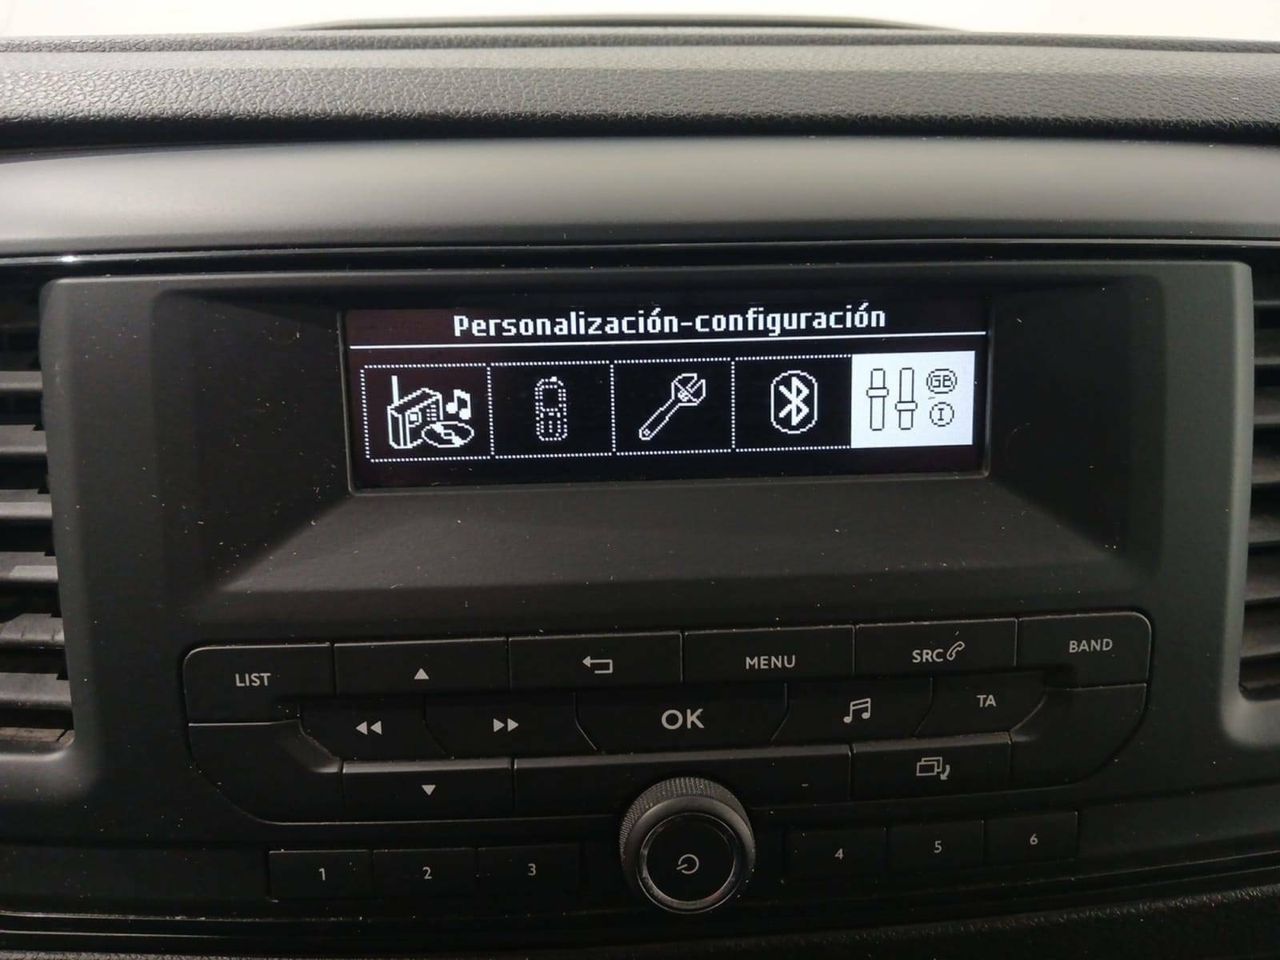 Personalización-configuración
GB
I
LIST
MENU
SRC
BAND
OK
TA
1
2
3
4
5
6